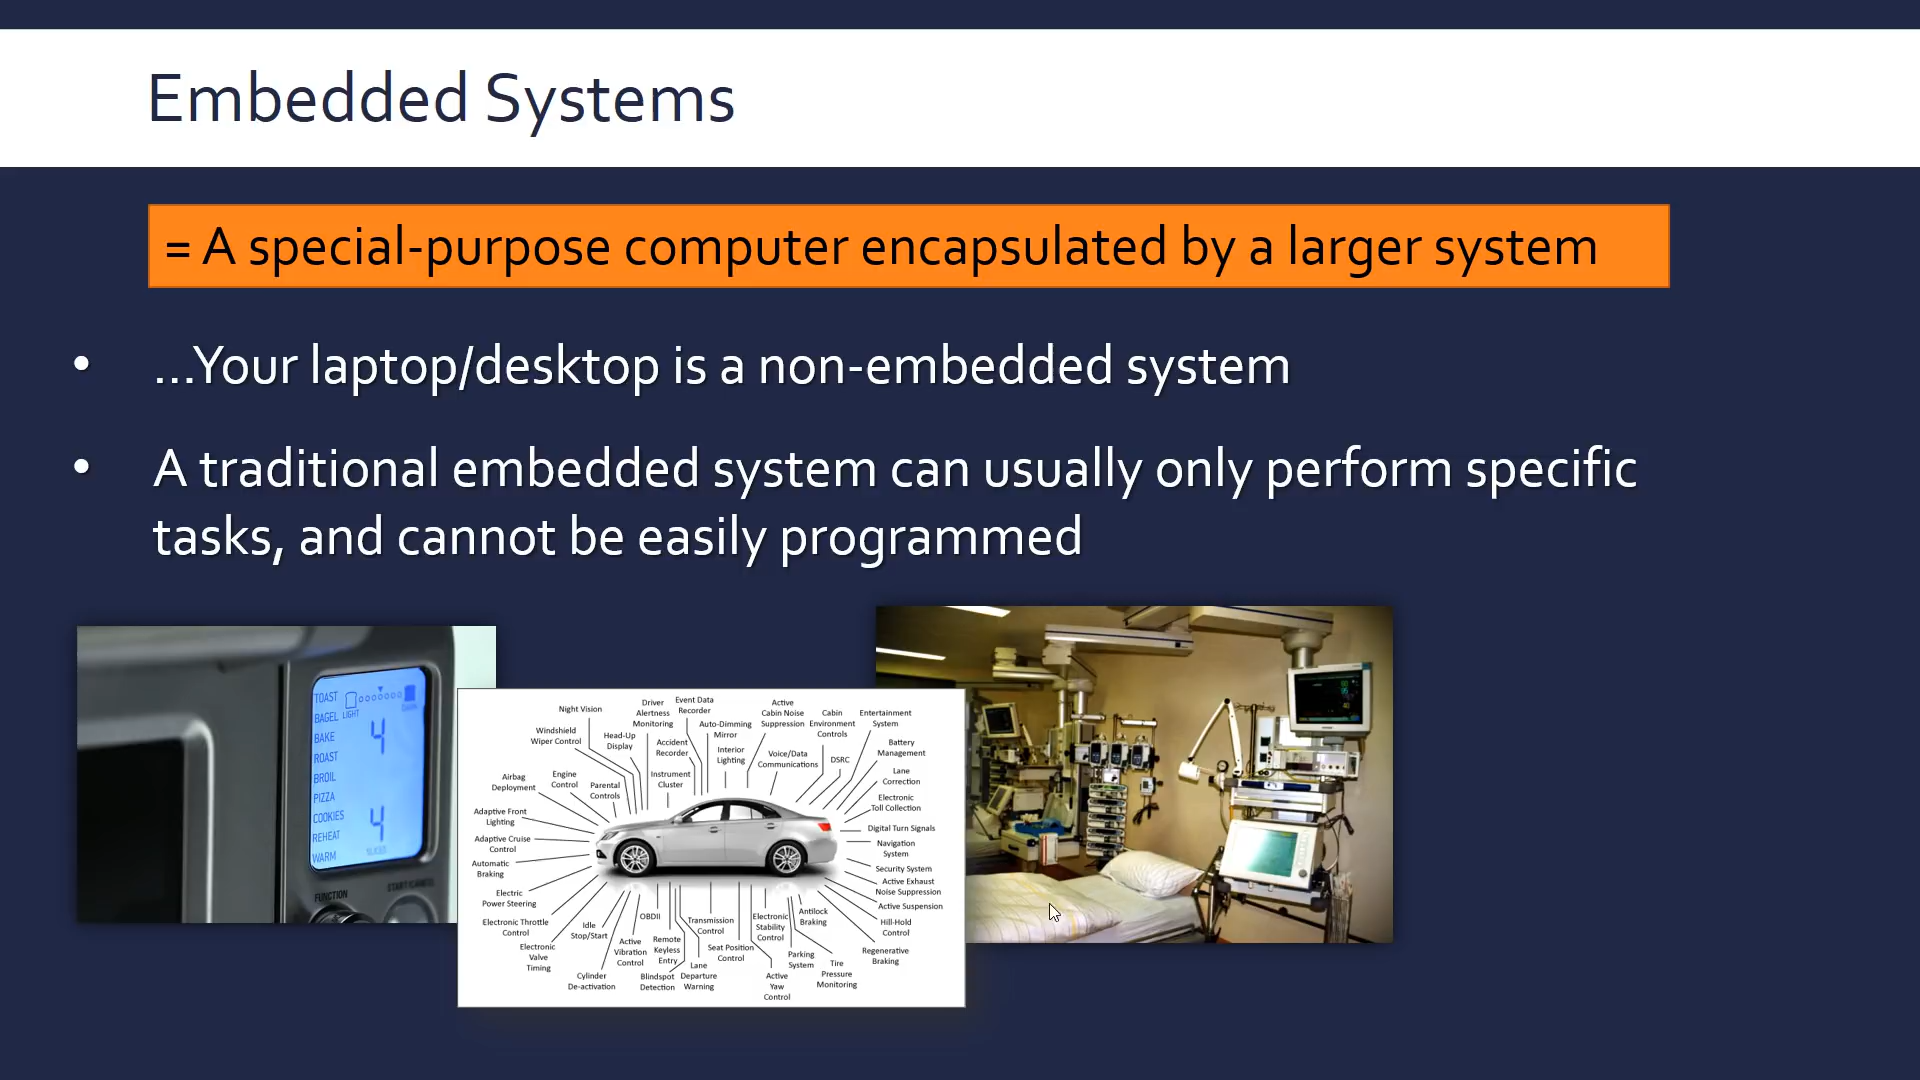 Embedded Systems
= A special-purpose computer encapsulated by a larger system
• ...Your laptop/desktop is a non-embedded system
• A traditional embedded system can usually only perform specific
tasks, and cannot be easily programmed
TOAST
LIGHT
BAGEL
BAKE
4
ROAST
BROIL
PIZZA
COOKIES
4
REHEAT
WARM
FUNCTION
START/CANCEL
Night Vision
Driver
Alertness
Monitoring
Event Data
Recorder
Active
Cabin Noise
Suppression
Cabin
Environment
Controls
Entertainment
System
Windshield
Wiper Control
Head-Up
Display
Accident
Recorder
Auto-Dimming
Mirror
Interior
Lighting
Voice/Data
Communications
DSRC
Battery
Management
Airbag
Deployment
Engine
Control
Parental
Controls
Instrument
Cluster
Lane
Correction
Electronic
Toll Collection
Adaptive Front
Lighting
Digital Turn Signals
Adaptive Cruise
Control
Navigation
System
Automatic
Braking
Security System
Active Exhaust
Noise Suppression
Electric
Power Steering
Active Suspension
Electronic Throttle
Control
Idle
Stop/Start
OBDII
Transmission
Control
Electronic
Stability
Control
Antilock
Braking
Hill-Hold
Control
Electronic
Valve
Timing
Active
Vibration
Control
Remote
Keyless
Entry
Seat Position
Control
Parking
System
Regenerative
Braking
Cylinder
De-activation
Blindspot
Detection
Lane
Departure
Warning
Active
Yaw
Control
Tire
Pressure
Monitoring